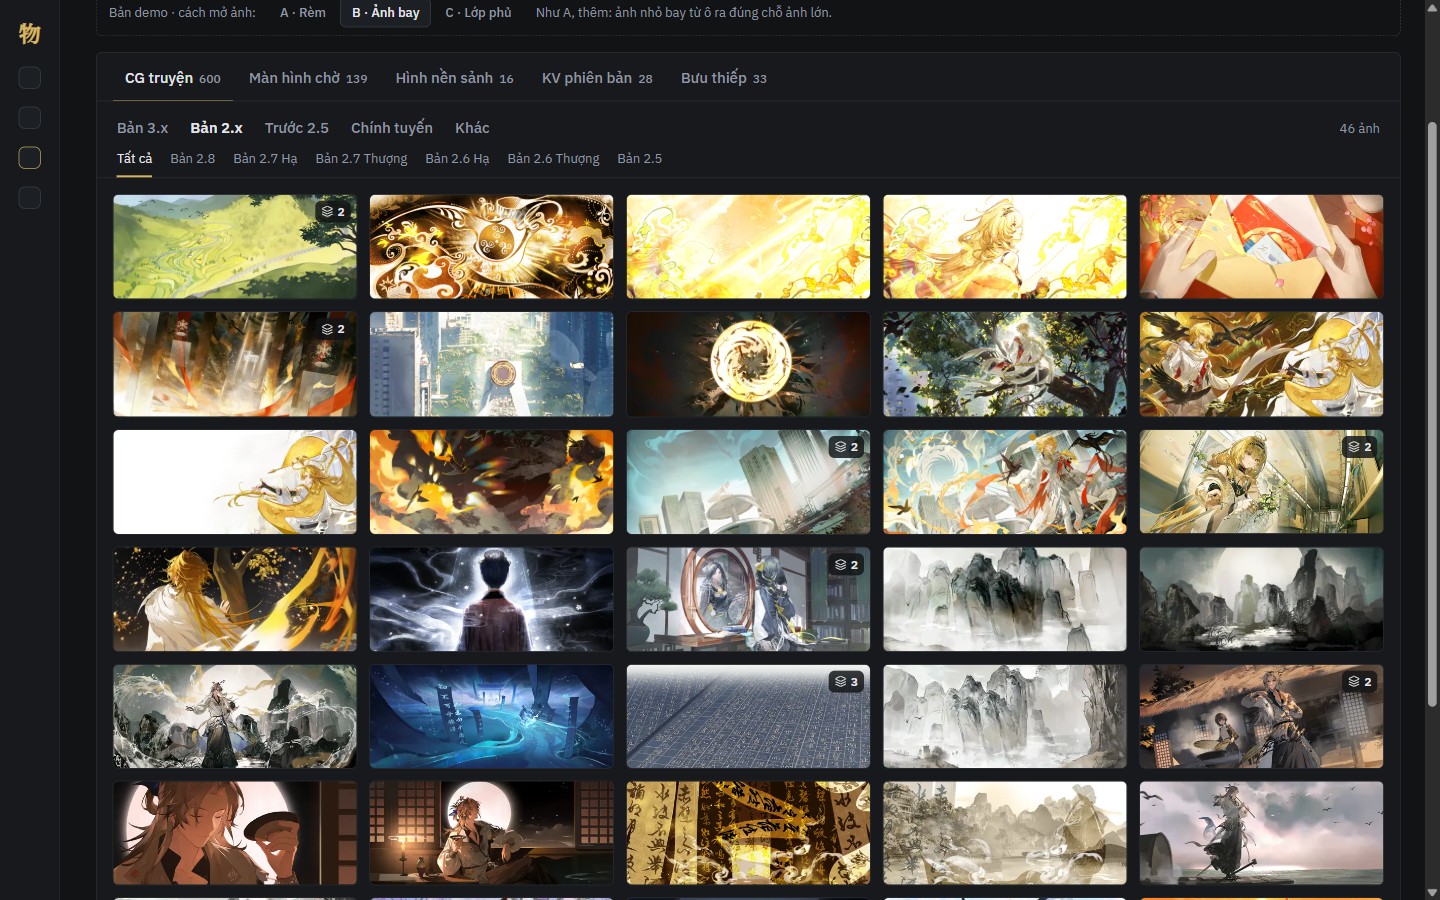 物
Bản demo · cách mở ảnh: A · Rèm B · Ảnh bay C · Lớp phủ Như A, thêm: ảnh nhỏ bay từ ô ra đúng chỗ ảnh lớn.
CG truyện 600 Màn hình chờ 139 Hình nền sảnh 16 KV phiên bản 28 Bưu thiếp 33
Bản 3.x Bản 2.x Trước 2.5 Chính tuyến Khác 46 ảnh
Tất cả Bản 2.8 Bản 2.7 Hạ Bản 2.7 Thượng Bản 2.6 Hạ Bản 2.6 Thượng Bản 2.5
2
2
2
2
2
3
2